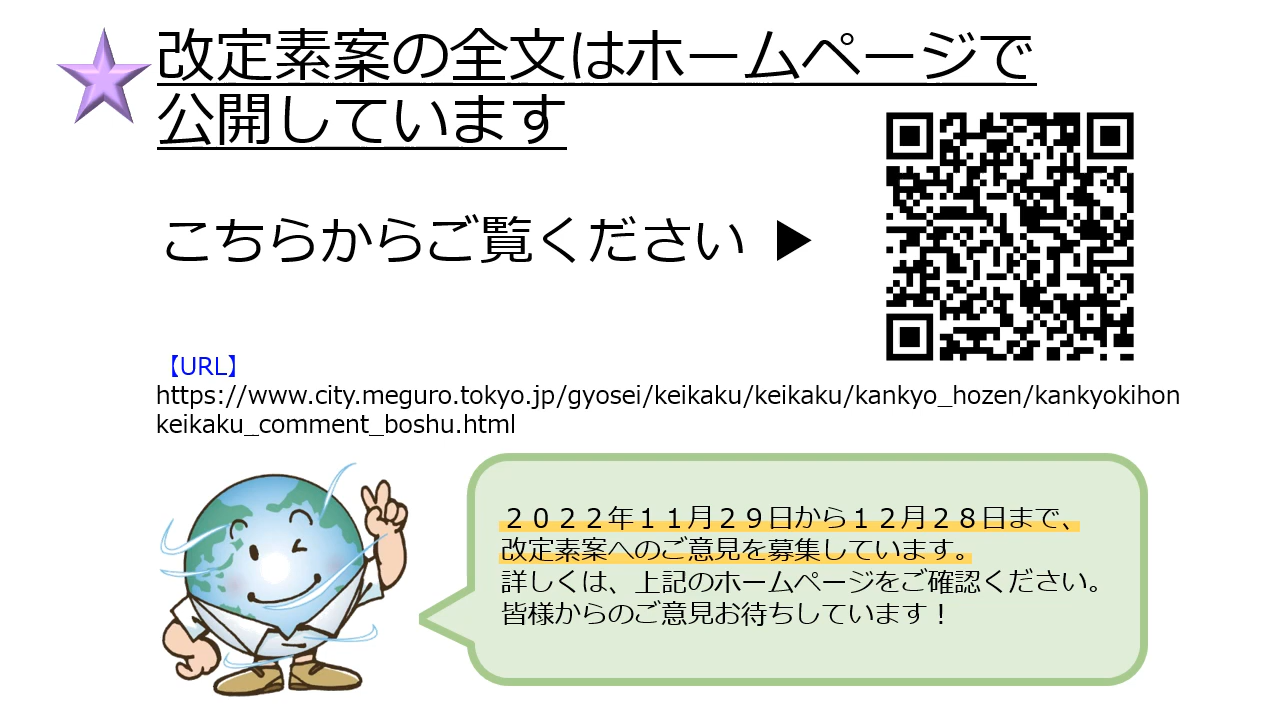 改定素案の全文はホームページで
公開しています
こちらからご覧ください ▶
【URL】
https://www.city.meguro.tokyo.jp/gyosei/keikaku/keikaku/kankyo_hozen/kankyokihon
keikaku_comment_boshu.html
２０２２年１１月２９日から１２月２８日まで、
改定素案へのご意見を募集しています。
詳しくは、上記のホームページをご確認ください。
皆様からのご意見お待ちしています！